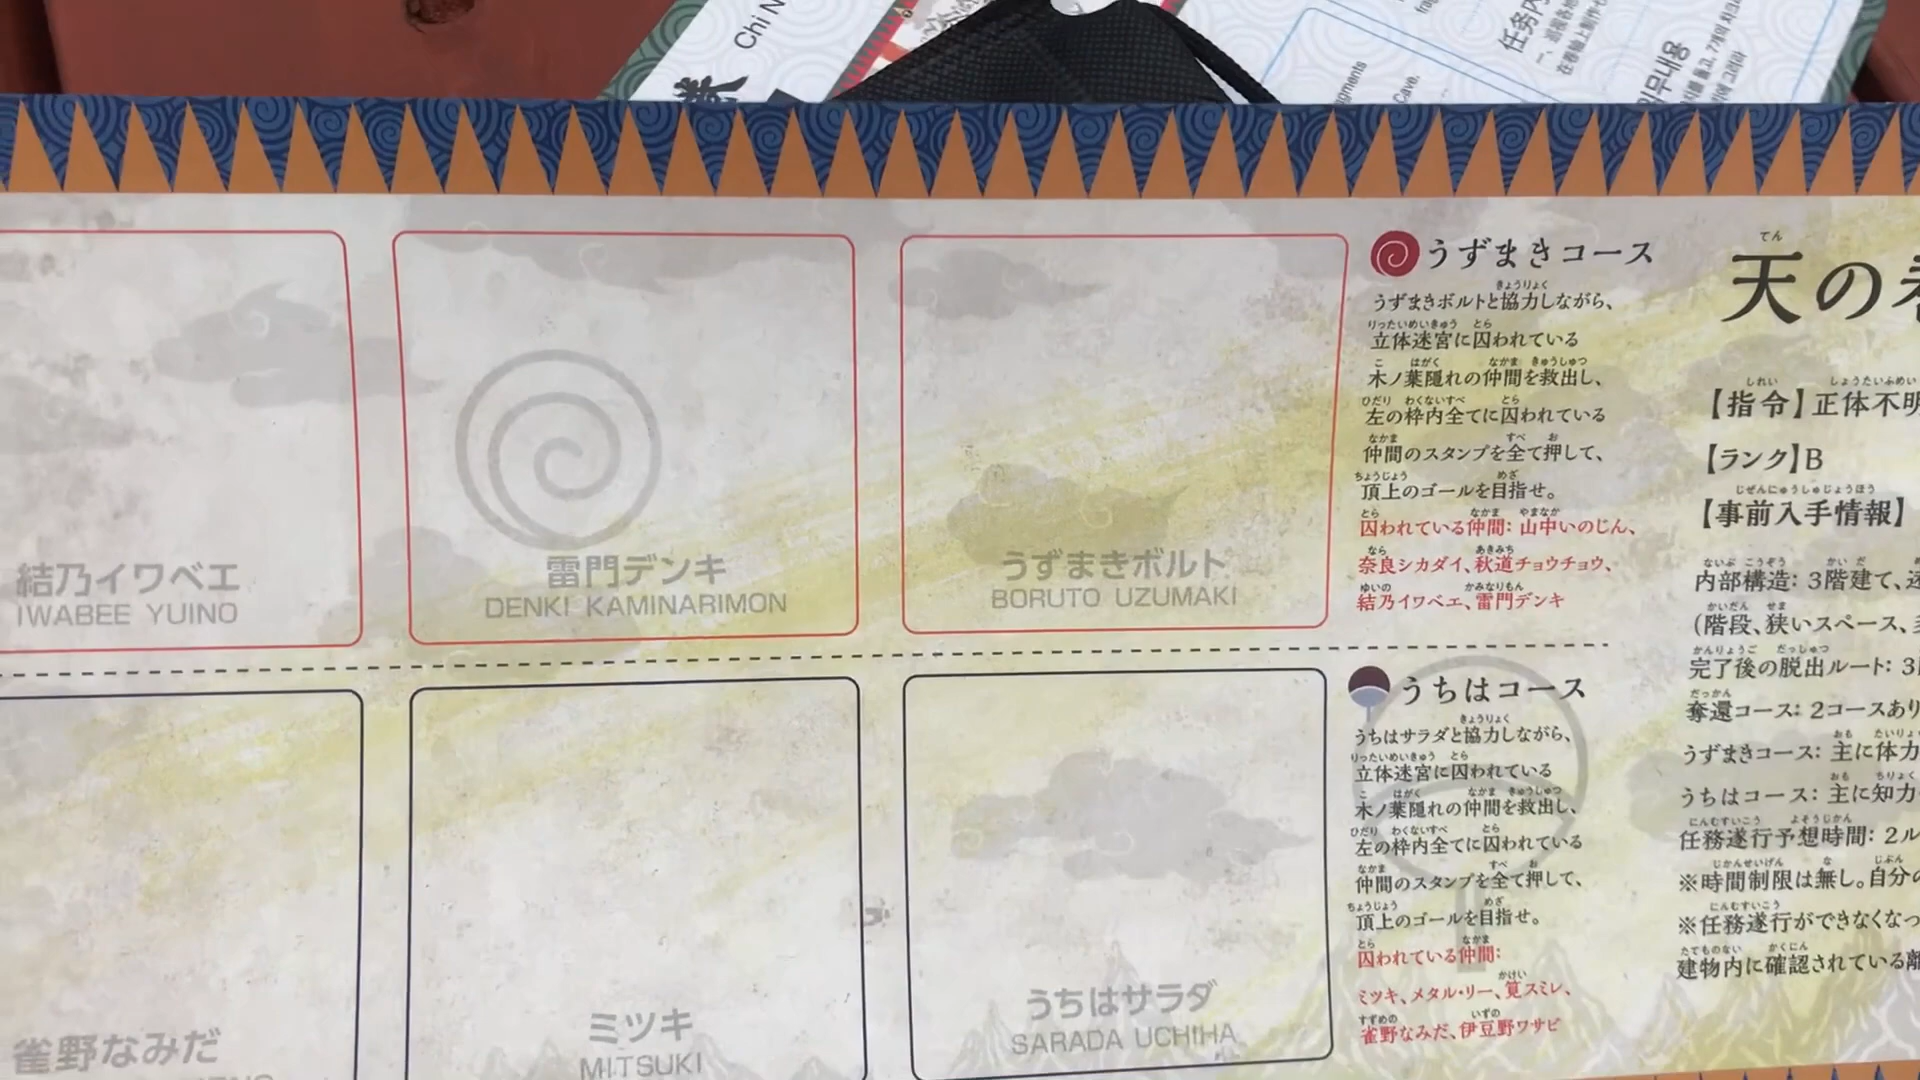 Chi N
任务内
gments
Cave.
임무내용
うずまきコース
うずまきボルトと協力しながら、
立体迷宮に囚われている
木ノ葉隠れの仲間を救出し、
左の枠内全てに囚われている
仲間のスタンプを全て押して、
頂上のゴールを目指せ。
囚われている仲間: 山中いのじん、
奈良シカダイ、秋道チョウチョウ、
結乃イワベエ、雷門デンキ
結乃イワベエ
IWABEE YUINO
雷門デンキ
DENKI KAMINARIMON
うずまきボルト
BORUTO UZUMAKI
うちはコース
うちはサラダと協力しながら、
立体迷宮に囚われている
木ノ葉隠れの仲間を救出し、
左の枠内全てに囚われている
仲間のスタンプを全て押して、
頂上のゴールを目指せ。
囚われている仲間:
ミツキ、メタル・リー、筧スミレ、
雀野なみだ、伊豆野ワサビ
雀野なみだ
ミツキ
MITSUKI
うちはサラダ
SARADA UCHIHA
天の
【指令】正体不明
【ランク】B
【事前入手情報】
内部構造: 3階建て、
(階段、狭いスペース、
完了後の脱出ルート: 3
奪還コース: 2コースあり
うずまきコース: 主に体力
うちはコース: 主に知力
任務遂行予想時間: 2ル
※時間制限は無し。自分の
※任務遂行ができなくなっ
建物内に確認されている離